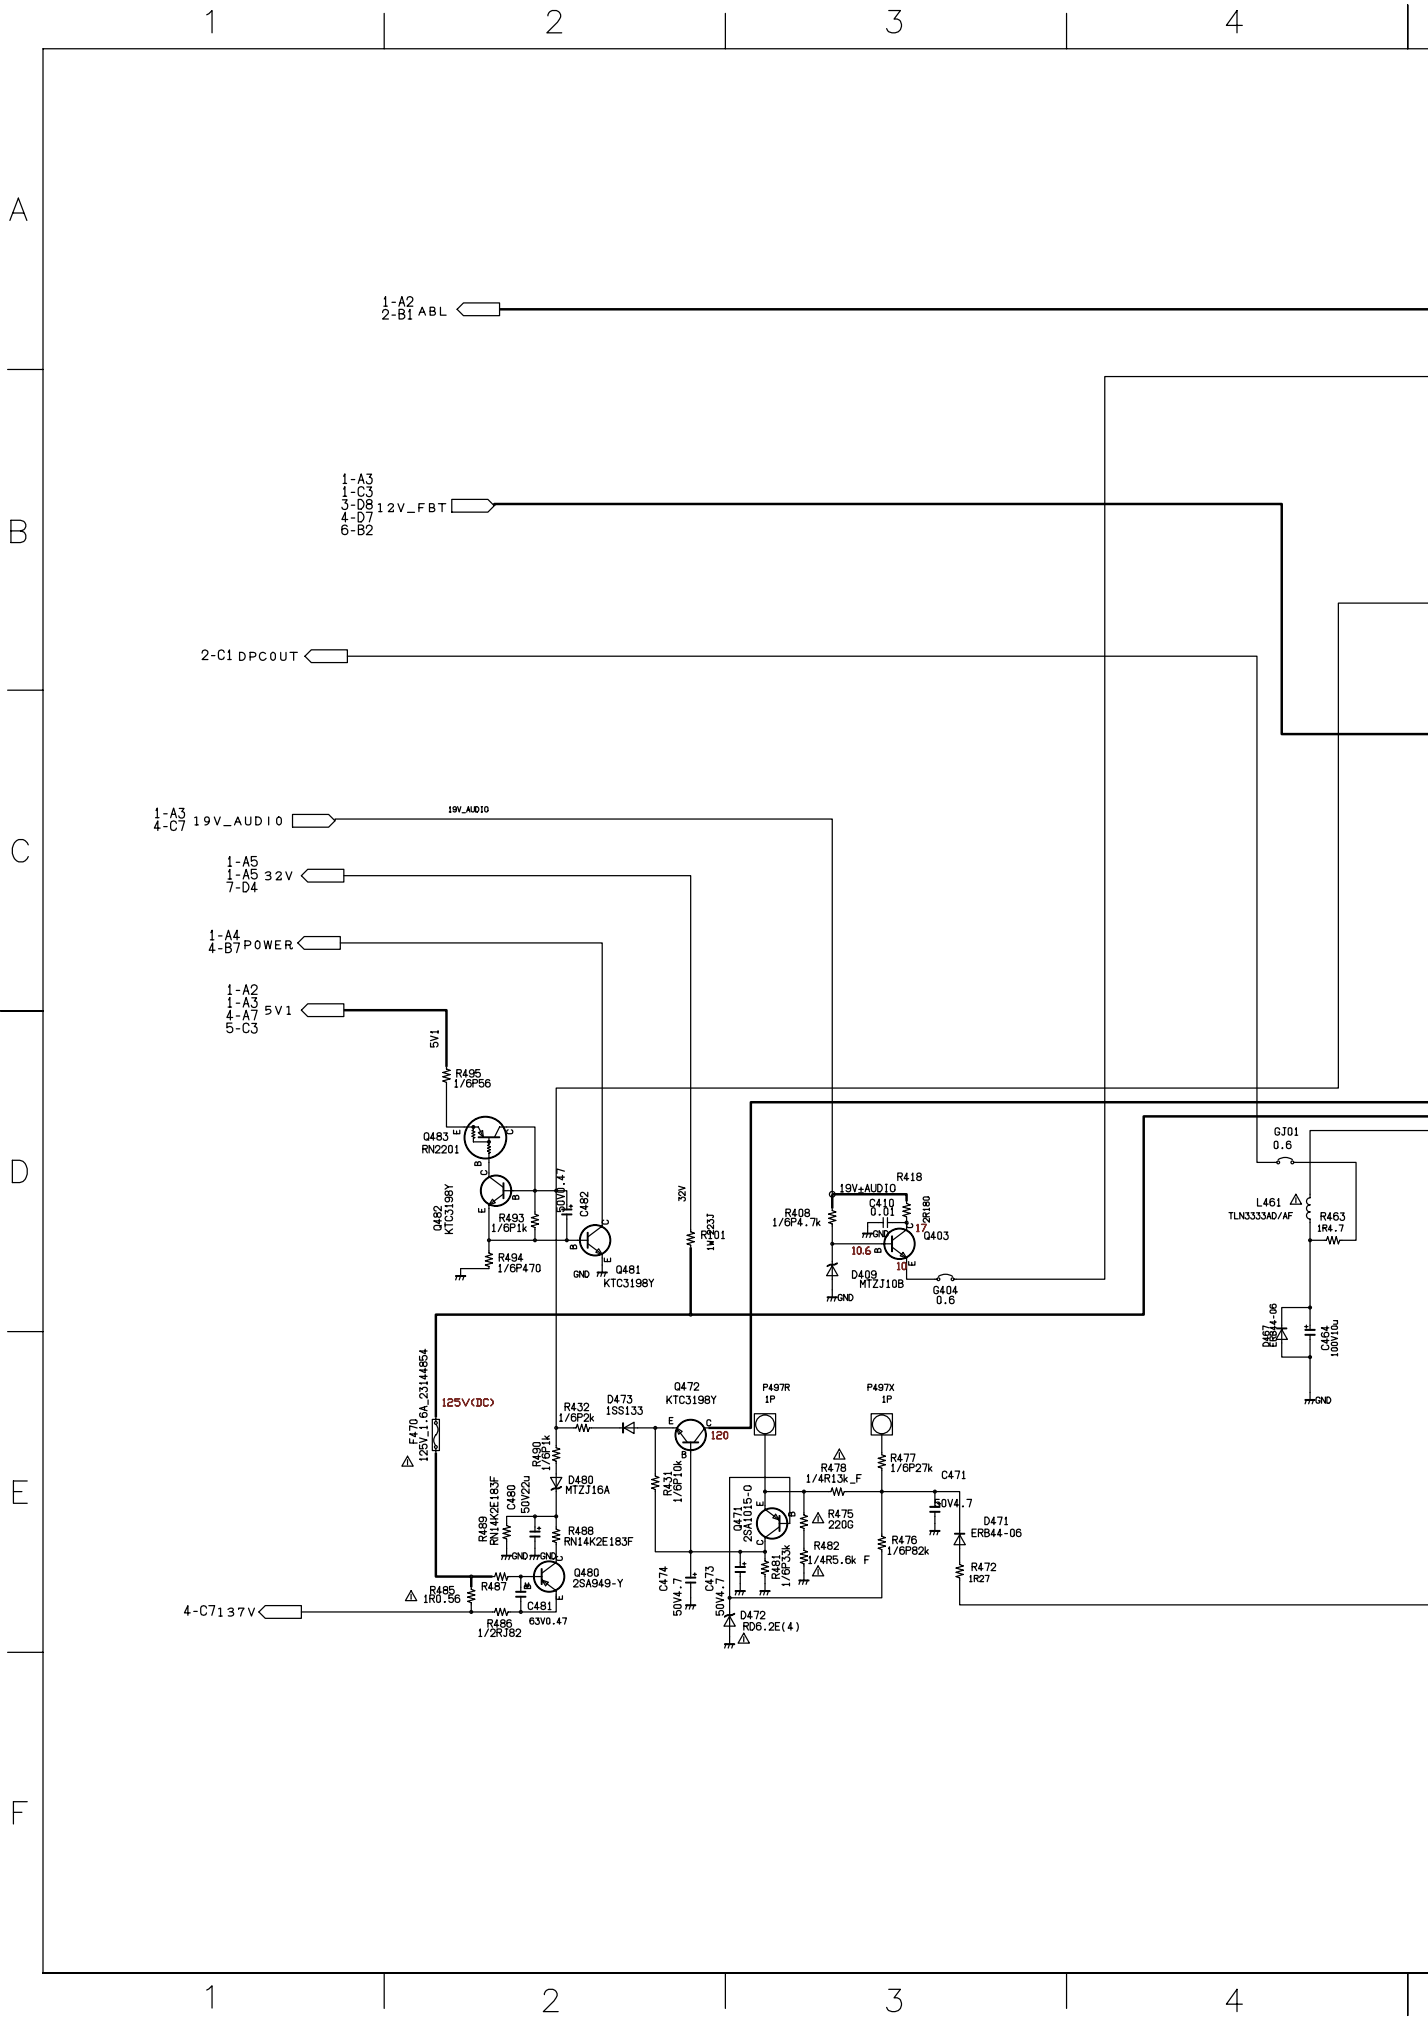 1 2 3 4
A
B
C
D
E
F
1-A2
2-B1 ABL
1-A3
1-C3
3-D8 12V_FBT
4-D7
6-B2
2-C1 DPCOUT
1-A3
4-C7 19V_AUDIO
19V_AUDIO
1-A5
1-A5 32V
7-D4
1-A4
4-B7 POWER
1-A2
1-A3
4-A7 5V1
5-C3
5V1
R495
1/6P56
Q483
RN2201
E C
B
C
B
E
Q482
KTC3198Y
R493
1/6P1k
50V0.47
C482
R494
1/6P470
B
C
E
GND
Q481
KTC3198Y
32V
R101
1W 223J
19V+AUDIO
R418
2R180
C410
0.01
GND
R408
1/6P4.7k
17
C
Q403
10.6
B
10
E
D409
MTZJ10B
GND
G404
0.6
GJ01
0.6
L461
TLN3333AD/AF
R463
1R4.7
D467
ERB44-06
C464
100V10u
GND
F470
125V_1.6A_23144854
125V(DC)
R432
1/6P2k
D473
1SS133
Q472
KTC3198Y
E C
120
B
R490
1/6P1k
D480
MTZJ16A
R431
1/6P10k
P497R
1P
P497X
1P
R478
1/4R13k_F
R477
1/6P27k
C471
50V4.7
R489
RN14K2E183F
C480
50V22u
GND GND
R488
RN14K2E183F
Q471
2SA1015-O
E
B
C
R475
220G
R482
1/4R5.6k F
R476
1/6P82k
D471
ERB44-06
R472
1R27
R481
1/6P33k
C
Q480
2SA949-Y
B
E
R485
1R0.56
R487
C481
63V0.47
R486
1/2RJ82
4-C7 137V
C474
50V4.7
C473
50V4.7
D472
RD6.2E(4)
1 2 3 4